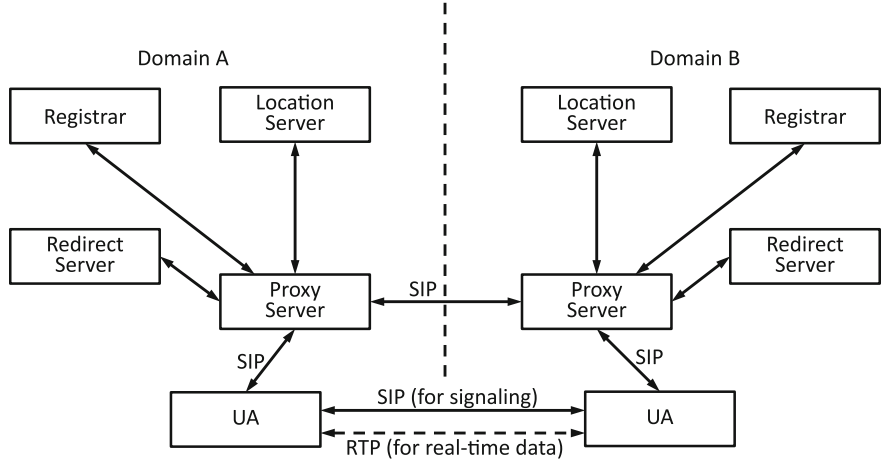 Domain A
Domain B
Registrar
Location
Server
Location
Server
Registrar
Redirect
Server
Redirect
Server
Proxy
Server
SIP
Proxy
Server
SIP
SIP
UA
SIP (for signaling)
UA
RTP (for real-time data)